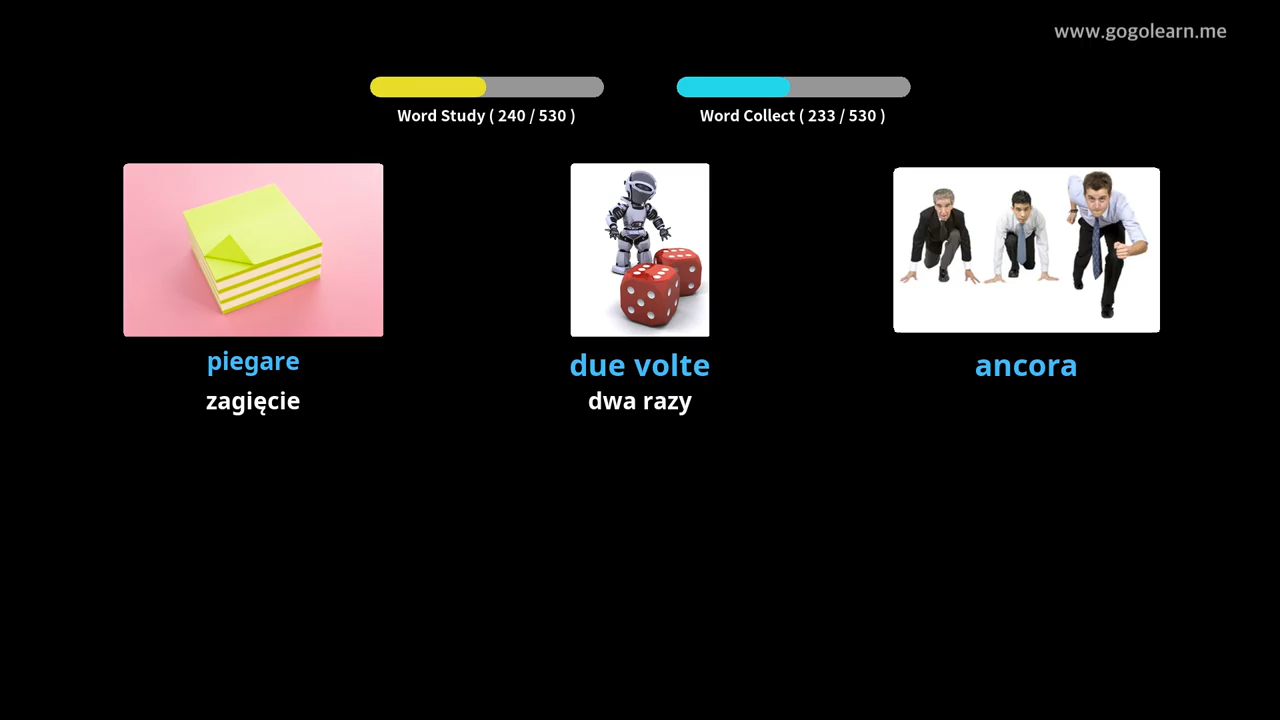 www.gogolearn.me
Word Study ( 240 / 530 )
Word Collect ( 233 / 530 )
piegare
due volte
ancora
zagięcie
dwa razy